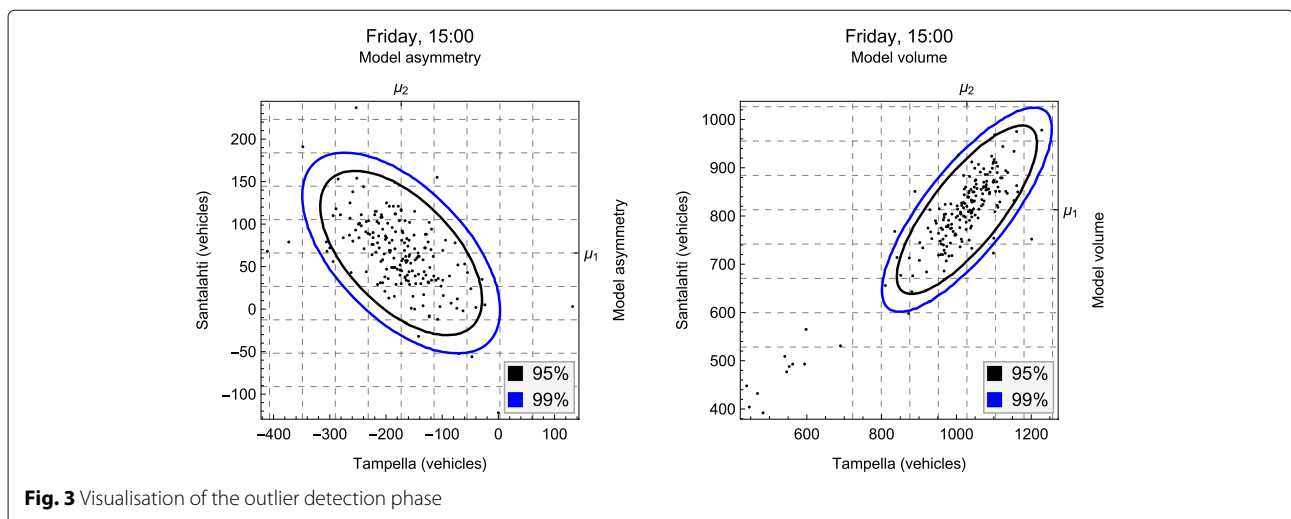 Friday, 15:00
Model asymmetry
μ2
200
150
100
50
0
−50
−100
Santalahti (vehicles)
μ1
Model asymmetry
95%
99%
−400 −300 −200 −100 0 100
Tampella (vehicles)
Friday, 15:00
Model volume
μ2
1000
900
800
700
600
500
400
Santalahti (vehicles)
μ1
Model volume
95%
99%
600 800 1000 1200
Tampella (vehicles)
Fig. 3 Visualisation of the outlier detection phase